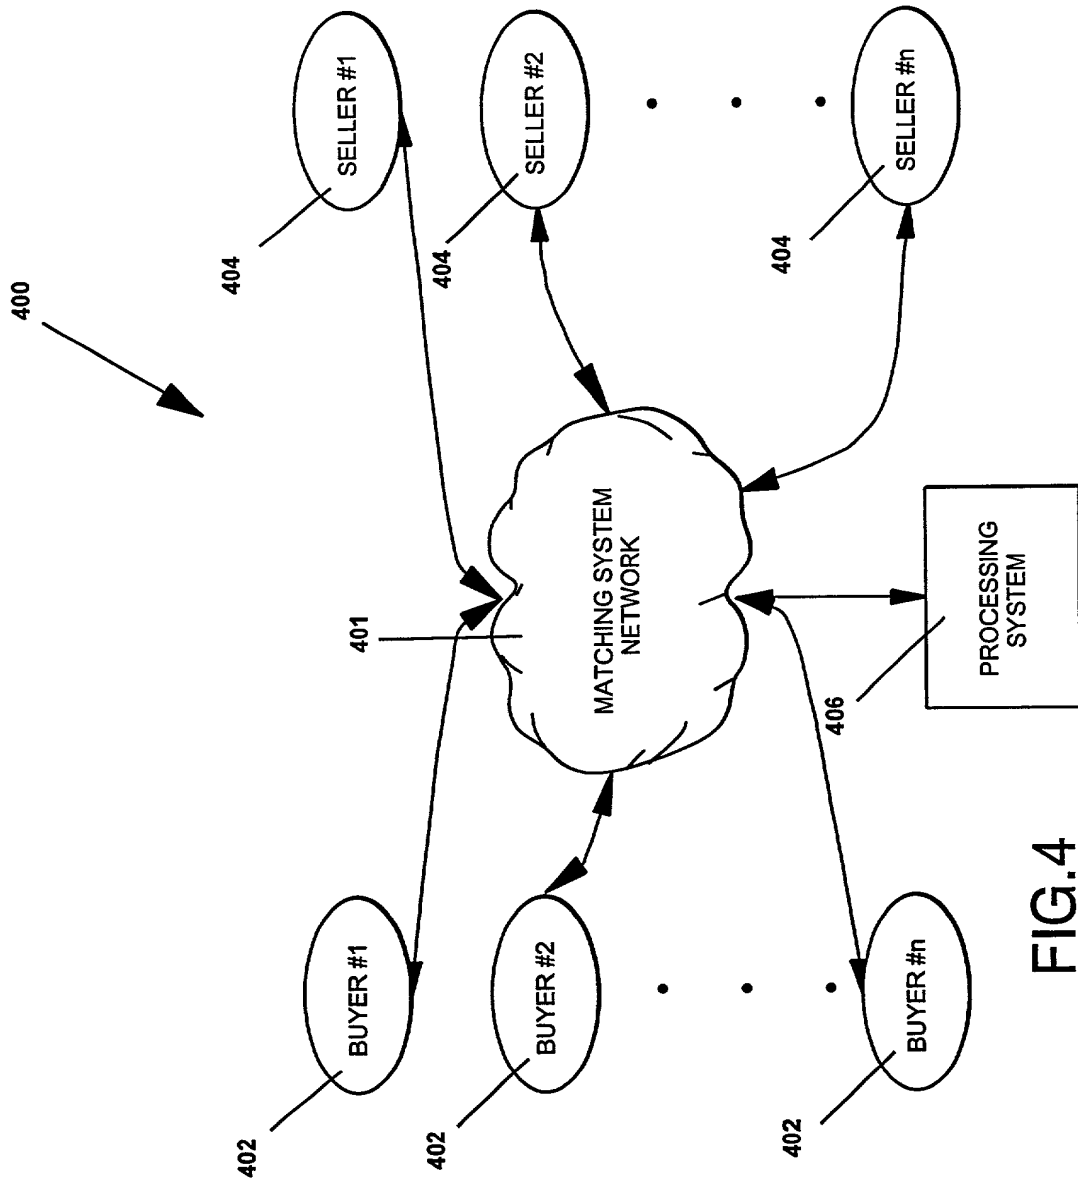 400
404
SELLER #1
404
SELLER #2
404
SELLER #n
401
MATCHING SYSTEM
NETWORK
406
PROCESSING
SYSTEM
402
BUYER #1
402
BUYER #2
402
BUYER #n
FIG.4